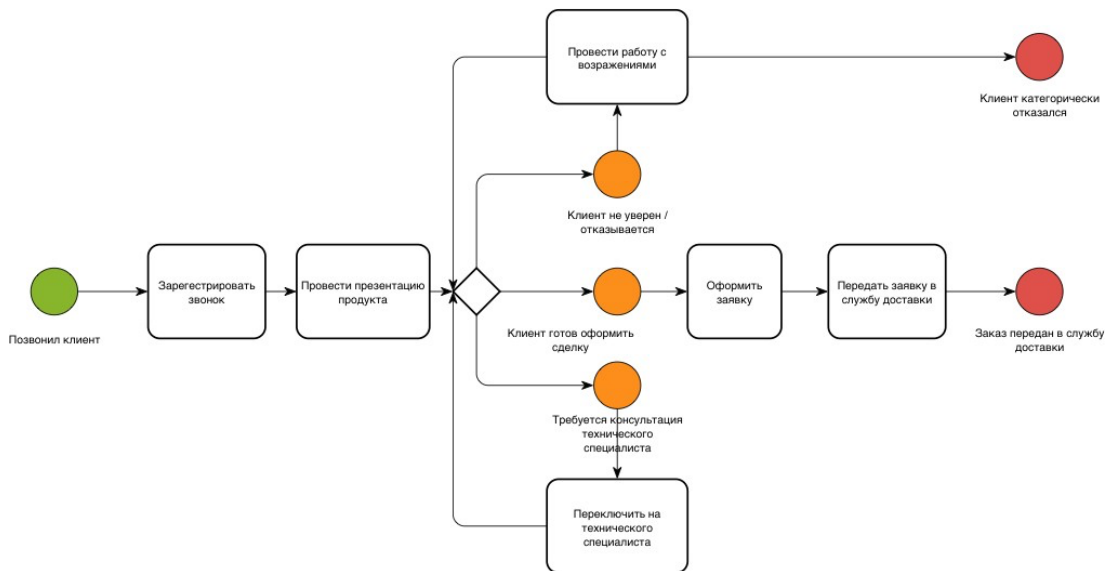 Провести работу с
возражениями
Клиент категорически
отказался
Клиент не уверен /
отказывается
Позвонил клиент
Зарегестрировать
звонок
Провести презентацию
продукта
Клиент готов оформить
сделку
Оформить
заявку
Передать заявку в
службу доставки
Заказ передан в службу
доставки
Требуется консультация
технического
специалиста
Переключить на
технического
специалиста